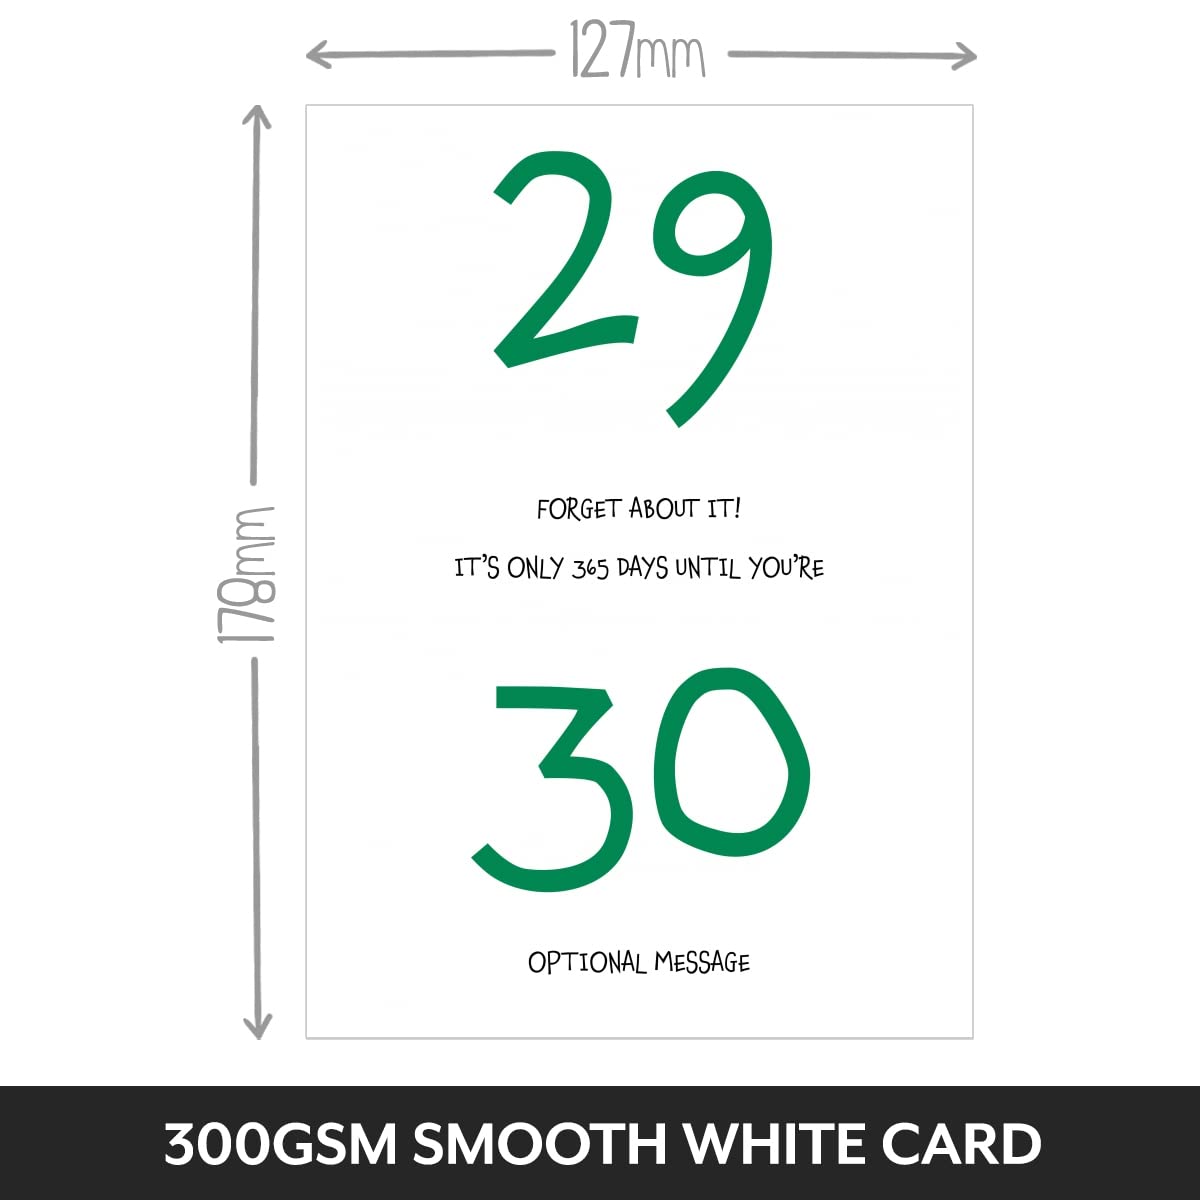 127mm
178mm
29
FORGET ABOUT IT!
IT'S ONLY 365 DAYS UNTIL YOU'RE
30
OPTIONAL MESSAGE
300GSM SMOOTH WHITE CARD